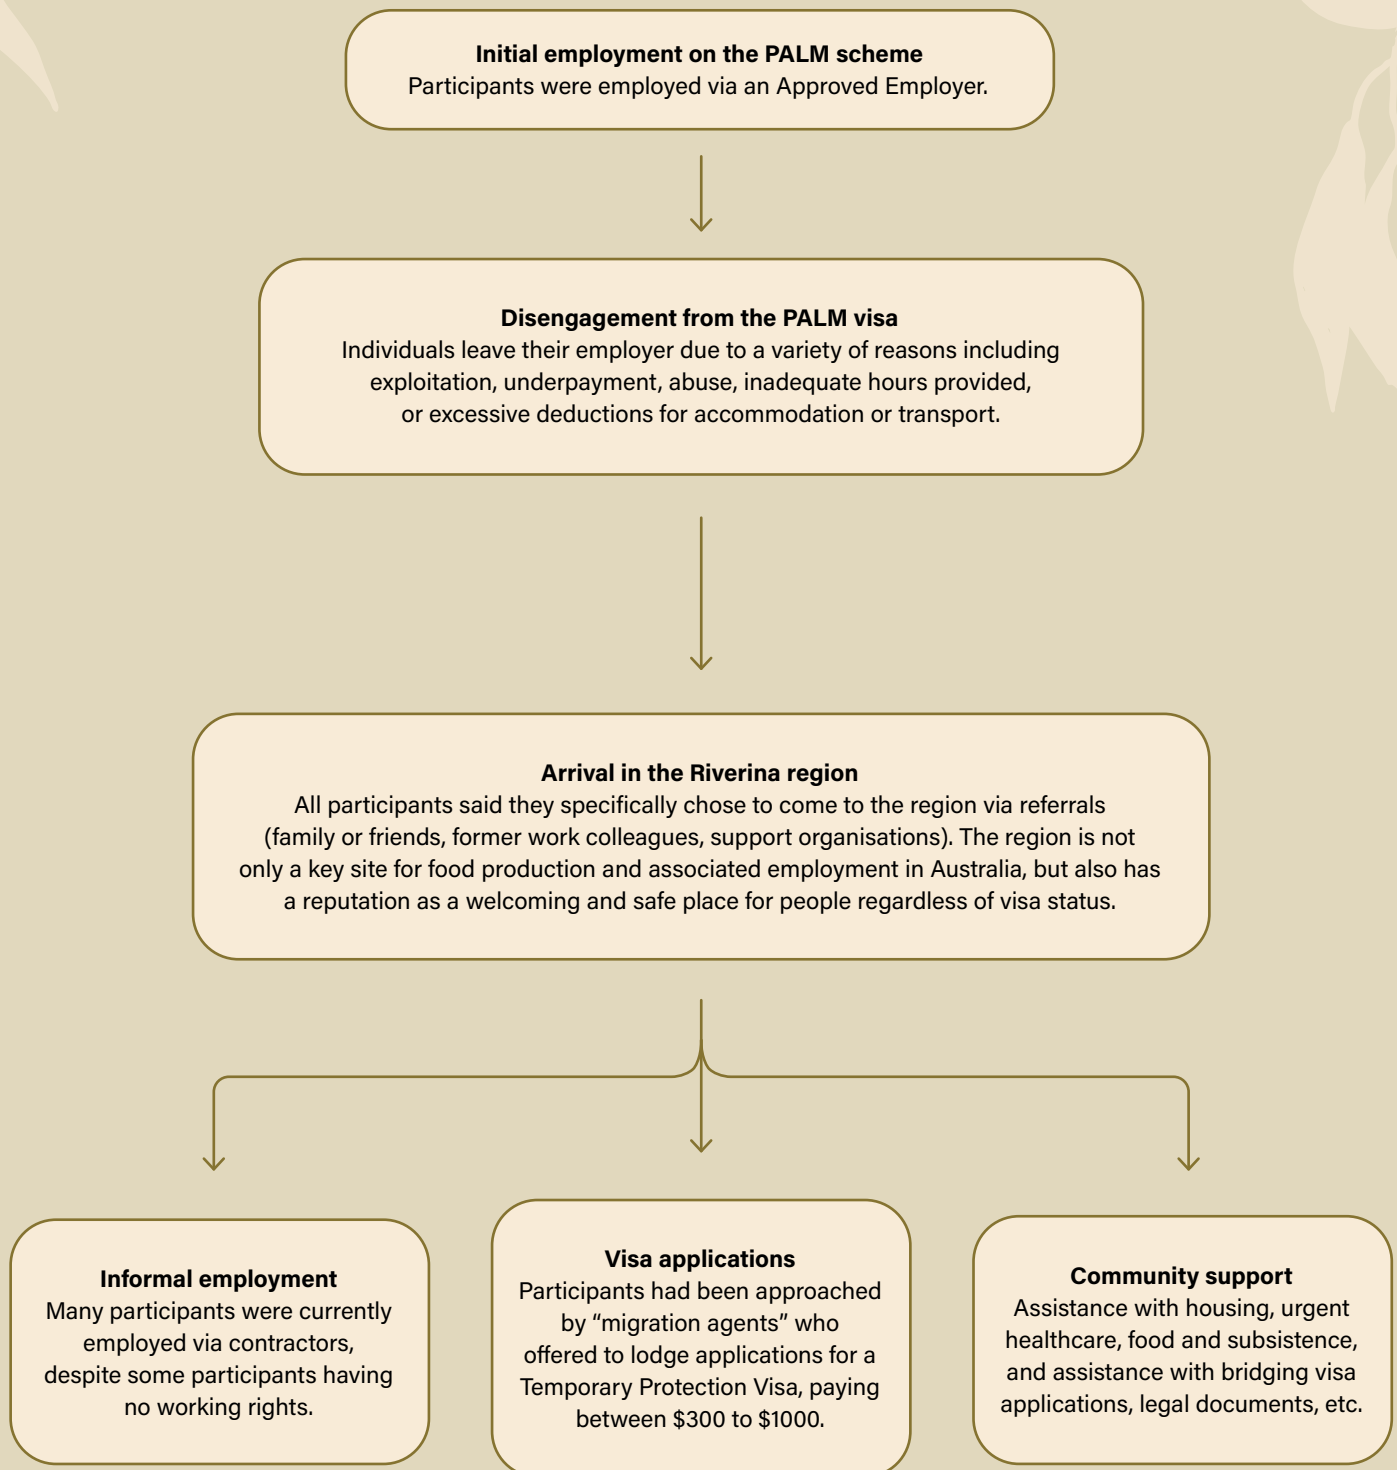 Initial employment on the PALM scheme
Participants were employed via an Approved Employer.
Disengagement from the PALM visa
Individuals leave their employer due to a variety of reasons including
exploitation, underpayment, abuse, inadequate hours provided,
or excessive deductions for accommodation or transport.
Arrival in the Riverina region
All participants said they specifically chose to come to the region via referrals
(family or friends, former work colleagues, support organisations). The region is not
only a key site for food production and associated employment in Australia, but also has
a reputation as a welcoming and safe place for people regardless of visa status.
Informal employment
Many participants were currently
employed via contractors,
despite some participants having
no working rights.
Visa applications
Participants had been approached
by “migration agents” who
offered to lodge applications for a
Temporary Protection Visa, paying
between $300 to $1000.
Community support
Assistance with housing, urgent
healthcare, food and subsistence,
and assistance with bridging visa
applications, legal documents, etc.